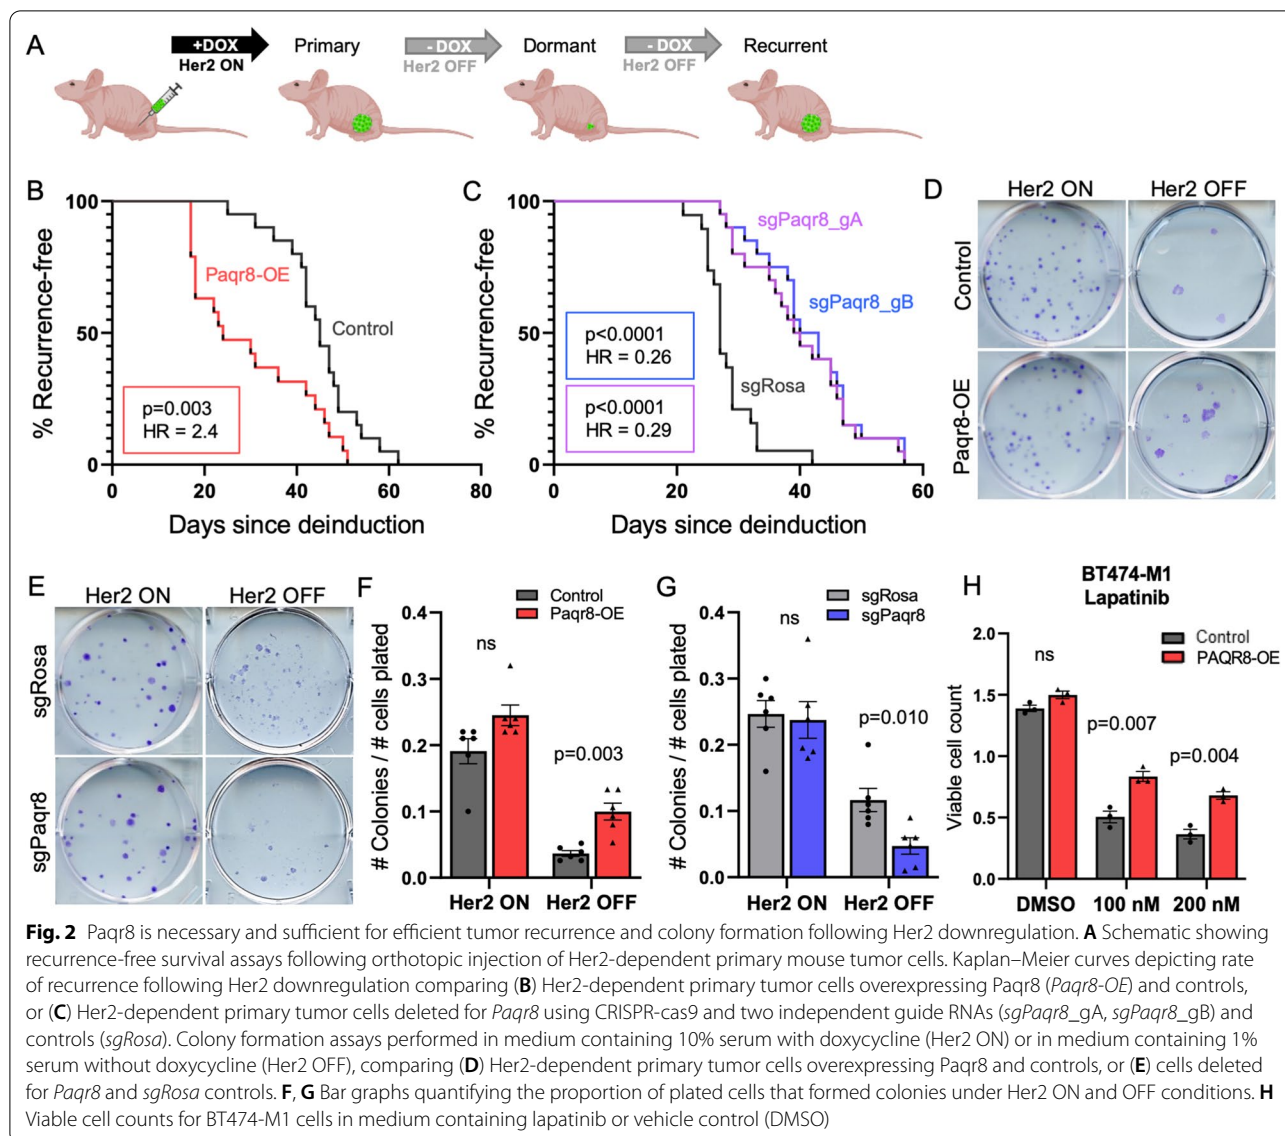 A
+DOX
Her2 ON
Primary
- DOX
Her2 OFF
Dormant
- DOX
Her2 OFF
Recurrent
B
% Recurrence-free
100
50
0
Paqr8-OE
Control
p=0.003
HR = 2.4
0 20 40 60 80
Days since deinduction
C
% Recurrence-free
100
50
0
sgPaqr8_gA
sgPaqr8_gB
sgRosa
p<0.0001
HR = 0.26
p<0.0001
HR = 0.29
0 20 40 60
Days since deinduction
D
Her2 ON Her2 OFF
Control
Paqr8-OE
E
Her2 ON Her2 OFF
sgRosa
sgPaqr8
F
Control
Paqr8-OE
# Colonies / # cells plated
0.4
0.3
0.2
0.1
0.0
ns
p=0.003
Her2 ON Her2 OFF
G
sgRosa
sgPaqr8
# Colonies / # cells plated
0.4
0.3
0.2
0.1
0.0
ns
p=0.010
Her2 ON Her2 OFF
H
BT474-M1
Lapatinib
Control
PAQR8-OE
Viable cell count
2.0
1.5
1.0
0.5
0.0
ns
p=0.007
p=0.004
DMSO 100 nM 200 nM
Fig. 2 Paqr8 is necessary and sufficient for efficient tumor recurrence and colony formation following Her2 downregulation. A Schematic showing
recurrence-free survival assays following orthotopic injection of Her2-dependent primary mouse tumor cells. Kaplan–Meier curves depicting rate
of recurrence following Her2 downregulation comparing (B) Her2-dependent primary tumor cells overexpressing Paqr8 (Paqr8-OE) and controls,
or (C) Her2-dependent primary tumor cells deleted for Paqr8 using CRISPR-cas9 and two independent guide RNAs (sgPaqr8_gA, sgPaqr8_gB) and
controls (sgRosa). Colony formation assays performed in medium containing 10% serum with doxycycline (Her2 ON) or in medium containing 1%
serum without doxycycline (Her2 OFF), comparing (D) Her2-dependent primary tumor cells overexpressing Paqr8 and controls, or (E) cells deleted
for Paqr8 and sgRosa controls. F, G Bar graphs quantifying the proportion of plated cells that formed colonies under Her2 ON and OFF conditions. H
Viable cell counts for BT474-M1 cells in medium containing lapatinib or vehicle control (DMSO)